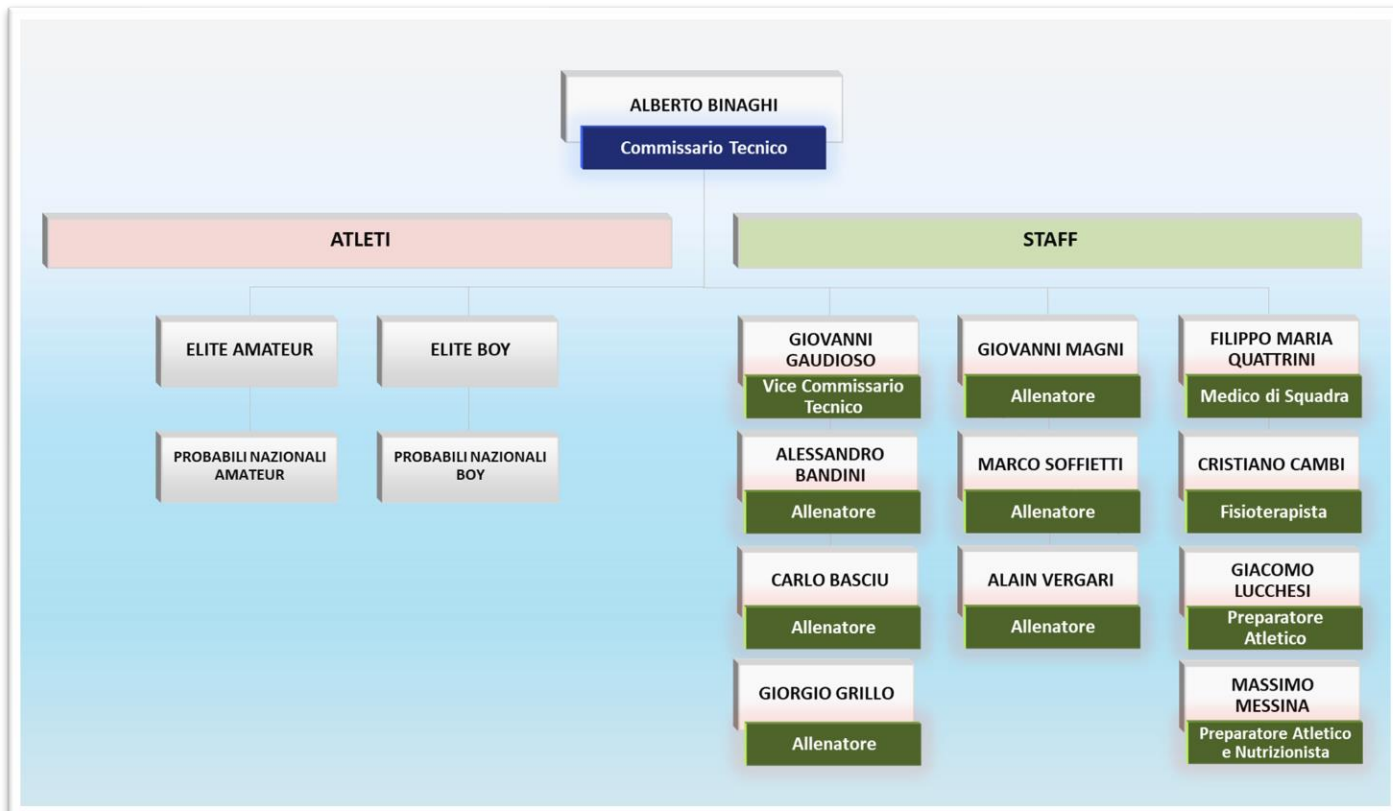 ALBERTO BINAGHI
Commissario Tecnico
ATLETI
STAFF
ELITE AMATEUR
ELITE BOY
PROBABILI NAZIONALI
AMATEUR
PROBABILI NAZIONALI
BOY
GIOVANNI
GAUDIOSO
Vice Commissario
Tecnico
ALESSANDRO
BANDINI
Allenatore
CARLO BASCIU
Allenatore
GIORGIO GRILLO
Allenatore
GIOVANNI MAGNI
Allenatore
MARCO SOFFIETTI
Allenatore
ALAIN VERGARI
Allenatore
FILIPPO MARIA
QUATTRINI
Medico di Squadra
CRISTIANO CAMBI
Fisioterapista
GIACOMO
LUCCHESI
Preparatore
Atletico
MASSIMO
MESSINA
Preparatore Atletico
e Nutrizionista